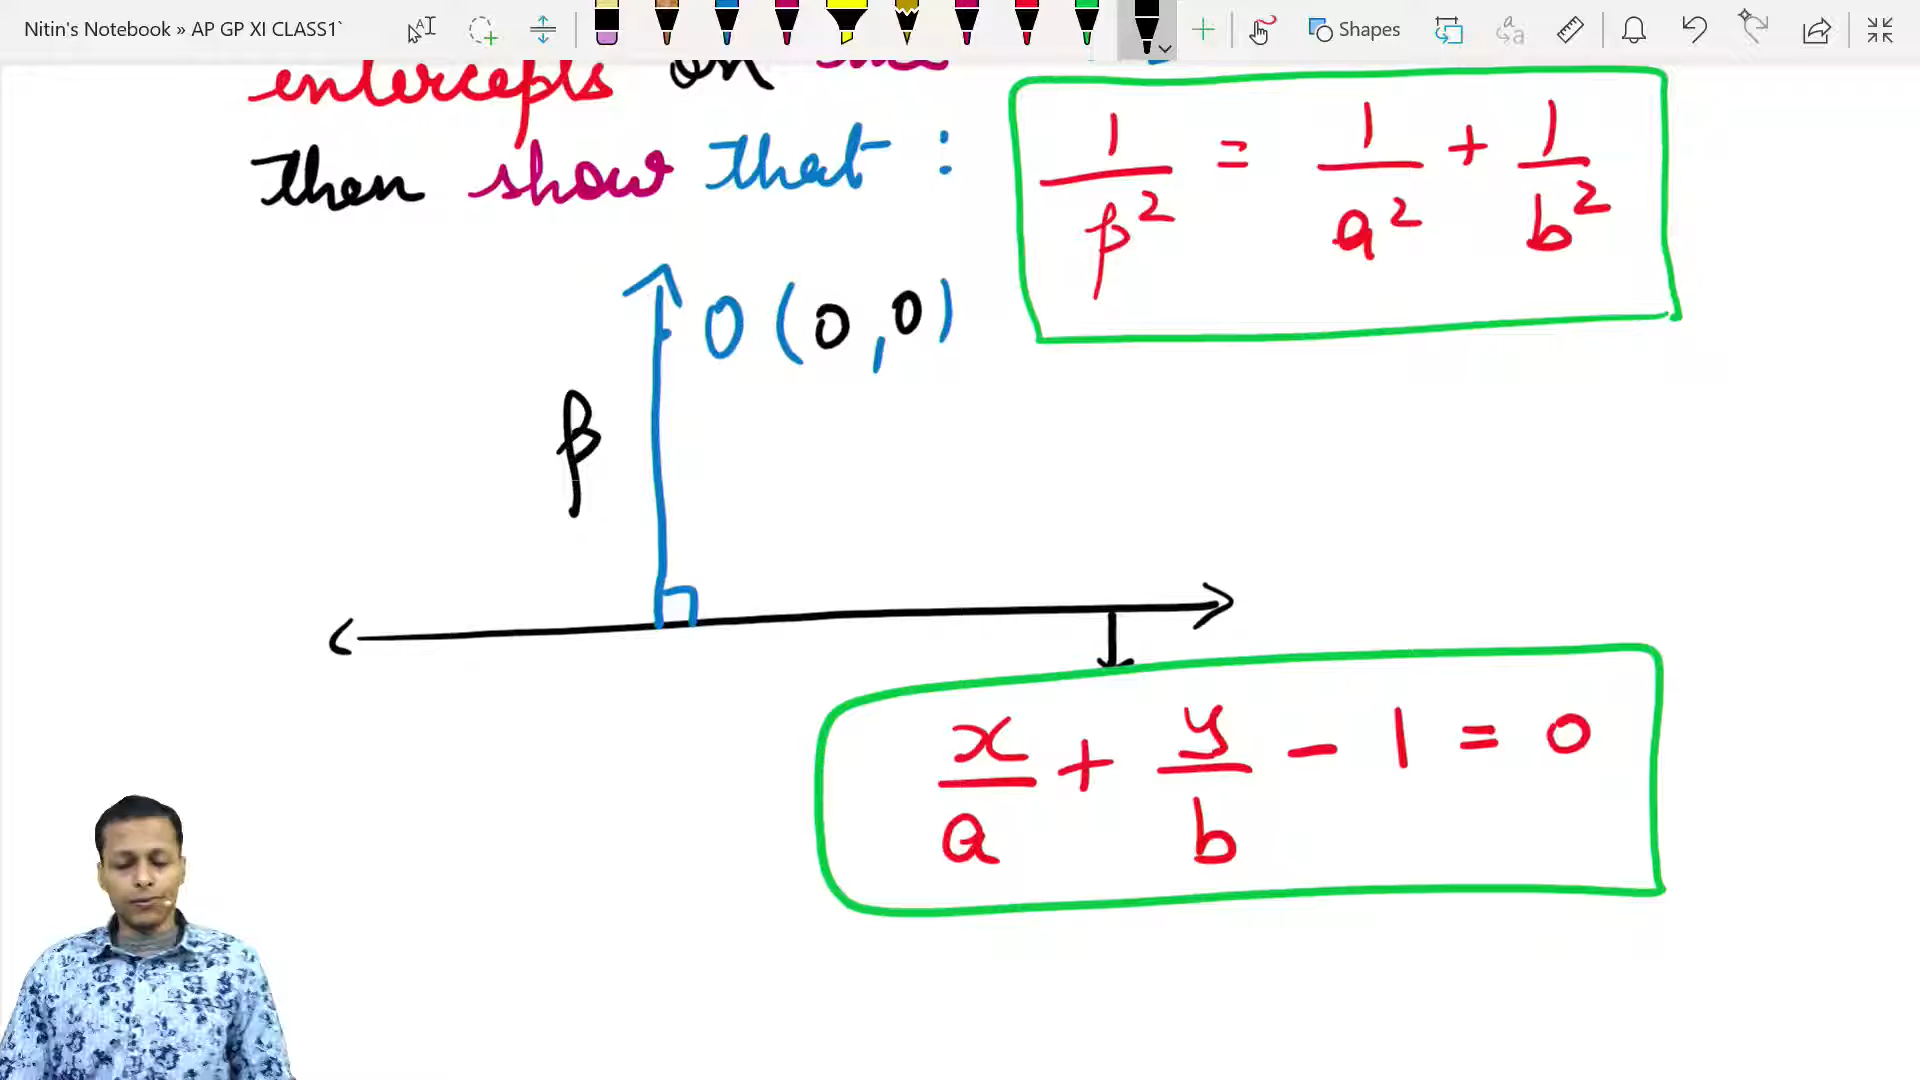 Nitin's Notebook » AP GP XI CLASS1`
Shapes
intercepts on
then show that :
1/p² = 1/a² + 1/b²
O (0,0)
p
x/a + y/b - 1 = 0